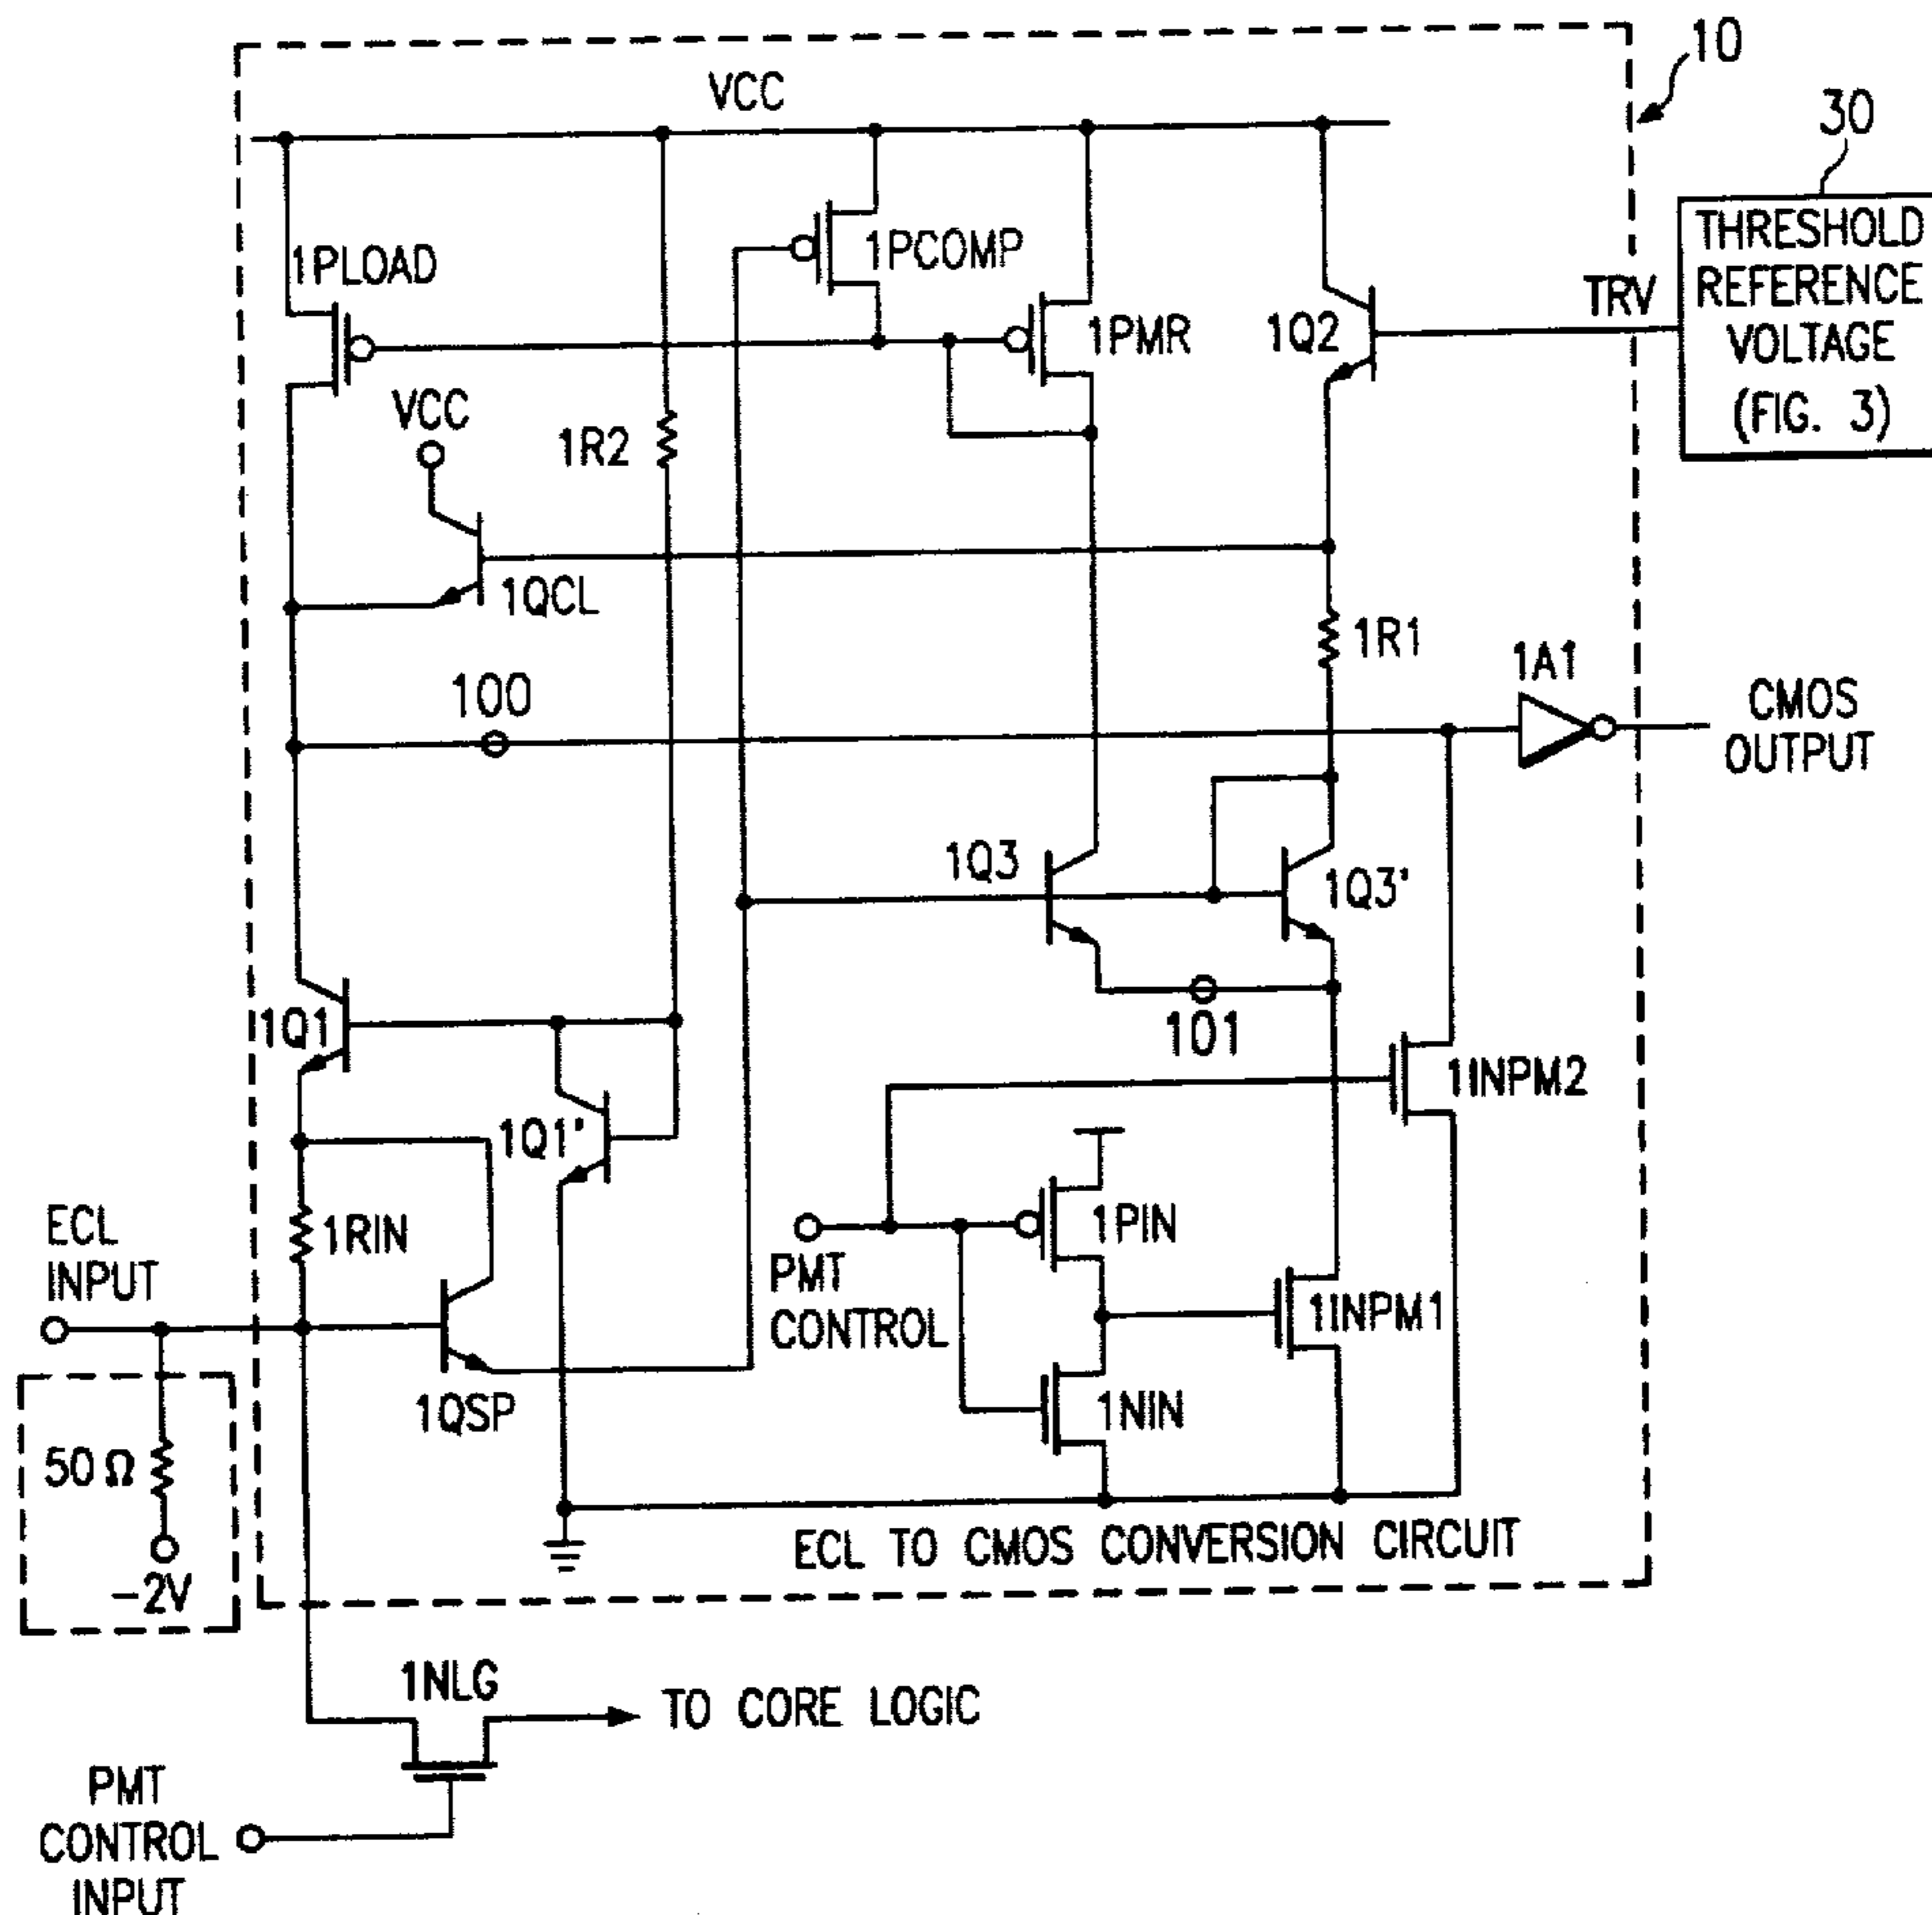 10
VCC
30
THRESHOLD
REFERENCE
VOLTAGE
(FIG. 3)
TRV
1PLOAD
1PCOMP
1PMR
1Q2
VCC
1R2
1QCL
1R1
1A1
100
CMOS
OUTPUT
1Q3
1Q3'
1Q1
101
1INPM2
1Q1'
ECL
INPUT
1RIN
1PIN
PMT
CONTROL
1INPM1
1QSP
1NIN
50 Ω
-2V
ECL TO CMOS CONVERSION CIRCUIT
1NLG
TO CORE LOGIC
PMT
CONTROL
INPUT